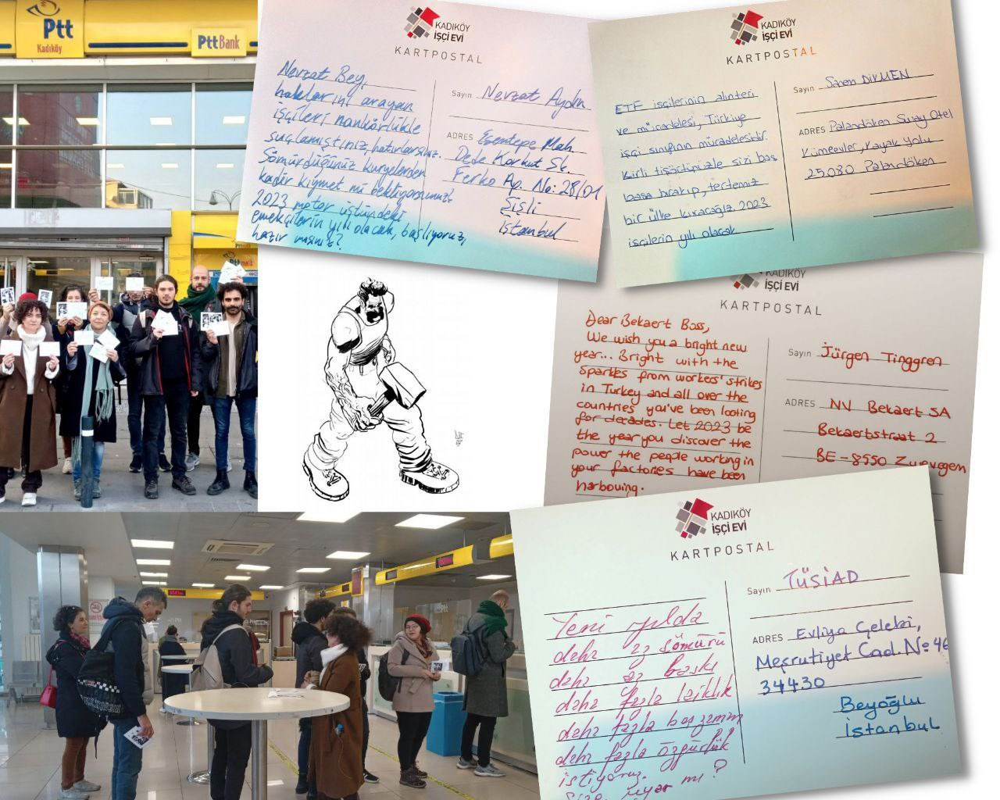 Ptt
Kadıköy
PttBank
KADIKÖY
İŞÇİ EVİ
KARTPOSTAL
Nevzat Bey,
haklarını arayan
işçileri nankörlükle
suçlamıştınız, hatırlarsınız.
Sömürdüğünüz kuryelerden
kadir kıymet mi bekliyorsunuz?
2023 motor üstündeki
emekçilerin yılı olacak, başlıyoruz,
hazır mısınız?
Sayın Nevzat Aydın
ADRES Esentepe Mah.
Dede Korkut Sk.
Ferko Ap. No: 28/01
Şişli
İstanbul
KADIKÖY
İŞÇİ EVİ
KARTPOSTAL
ETF işçilerinin alınteri
ve mücadelesi, Türkiye
işçi sınıfının mücadelesidir.
Kirli tişörtünüzle sizi baş
başa bırakıp, tertemiz
bir ülke kuracağız. 2023
işçilerin yılı olacak
Sayın Sanem DİKMEN
ADRES Palandöken Sway Otel
Kümeevler, Kayak yolu
25030 Palandöken
KADIKÖY
İŞÇİ EVİ
KARTPOSTAL
Dear Bekaert Boss,
We wish you a bright new
year... Bright with the
sparkles from workers' strikes
in Turkey and all over the
countries you've been looting
for decades. Let 2023 be
the year you discover the
power the people working in
your factories have been
harbouing.
Sayın Jürgen Tinggren
ADRES NV Bekaert SA
Bekaertstraat 2
BE-8550 Zwevegem
KADIKÖY
İŞÇİ EVİ
KARTPOSTAL
Yeni yılda
daha az sömürü
daha az baskı
daha fazla laiklik
daha fazla
daha fazla özgürlük
istiyoruz.
Size uyar mı?
Sayın TÜSİAD
ADRES Evliya Çelebi,
Meşrutiyet Cad. No 46
34430
Beyoğlu
İstanbul
Ptt